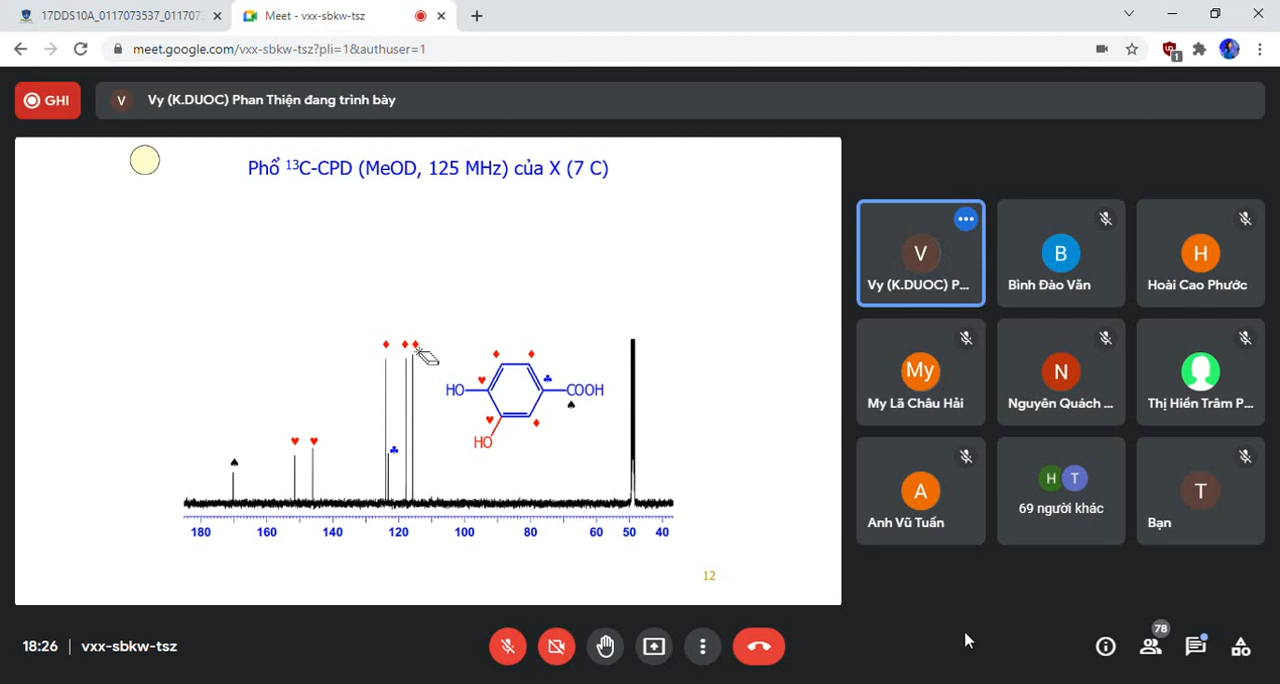 17DDS10A_0117073537_011707
Meet - vxx-sbkw-tsz
meet.google.com/vxx-sbkw-tsz?pli=1&authuser=1
1
GHI
V
Vy (K.DUOC) Phan Thiện đang trình bày
Phổ ¹³C-CPD (MeOD, 125 MHz) của X (7 C)
HO
COOH
HO
180 160 140 120 100 80 60 50 40
12
V
Vy (K.DUOC) P...
B
Bình Đào Văn
H
Hoài Cao Phước
My
My Lã Châu Hải
N
Nguyên Quách ...
Thị Hiền Trâm P...
A
Anh Vũ Tuấn
H T
69 người khác
T
Bạn
18:26 | vxx-sbkw-tsz
78